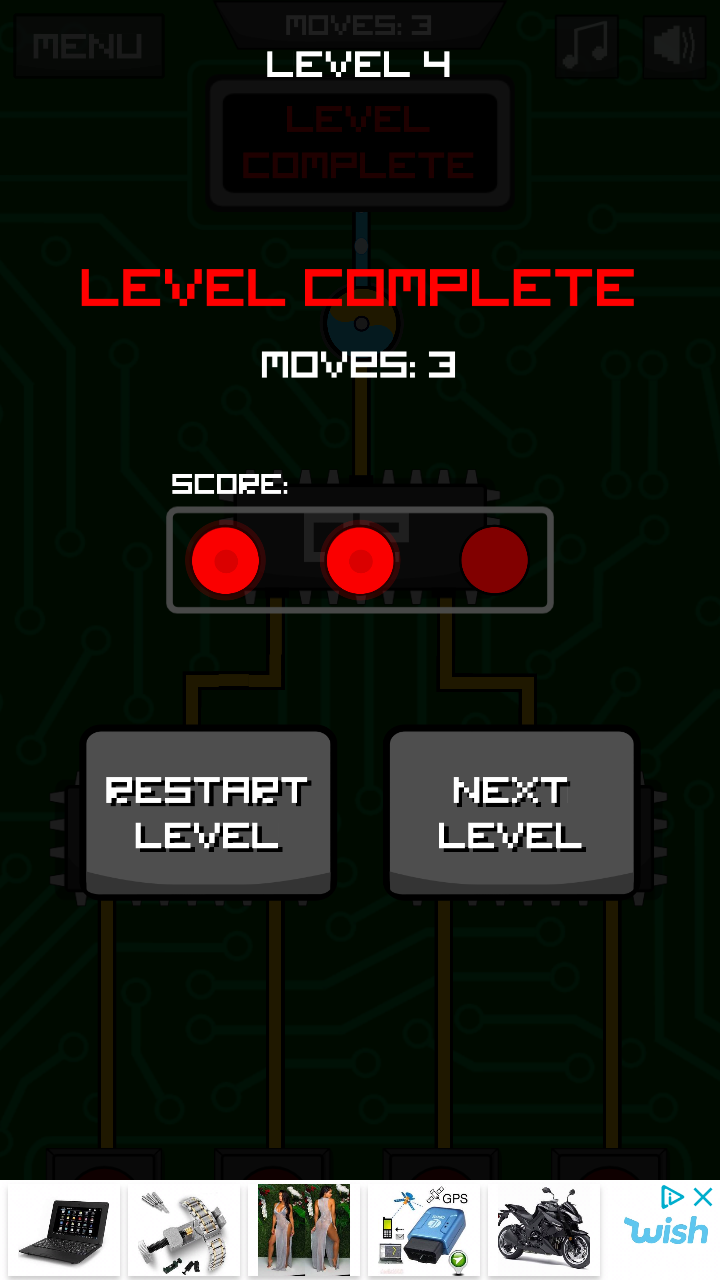 MENU
MOVES: 3
LEVEL 4
LEVEL
COMPLETE
LEVEL COMPLETE
MOVES: 3
SCORE:
RESTART
LEVEL
NEXT
LEVEL
GPS
wish